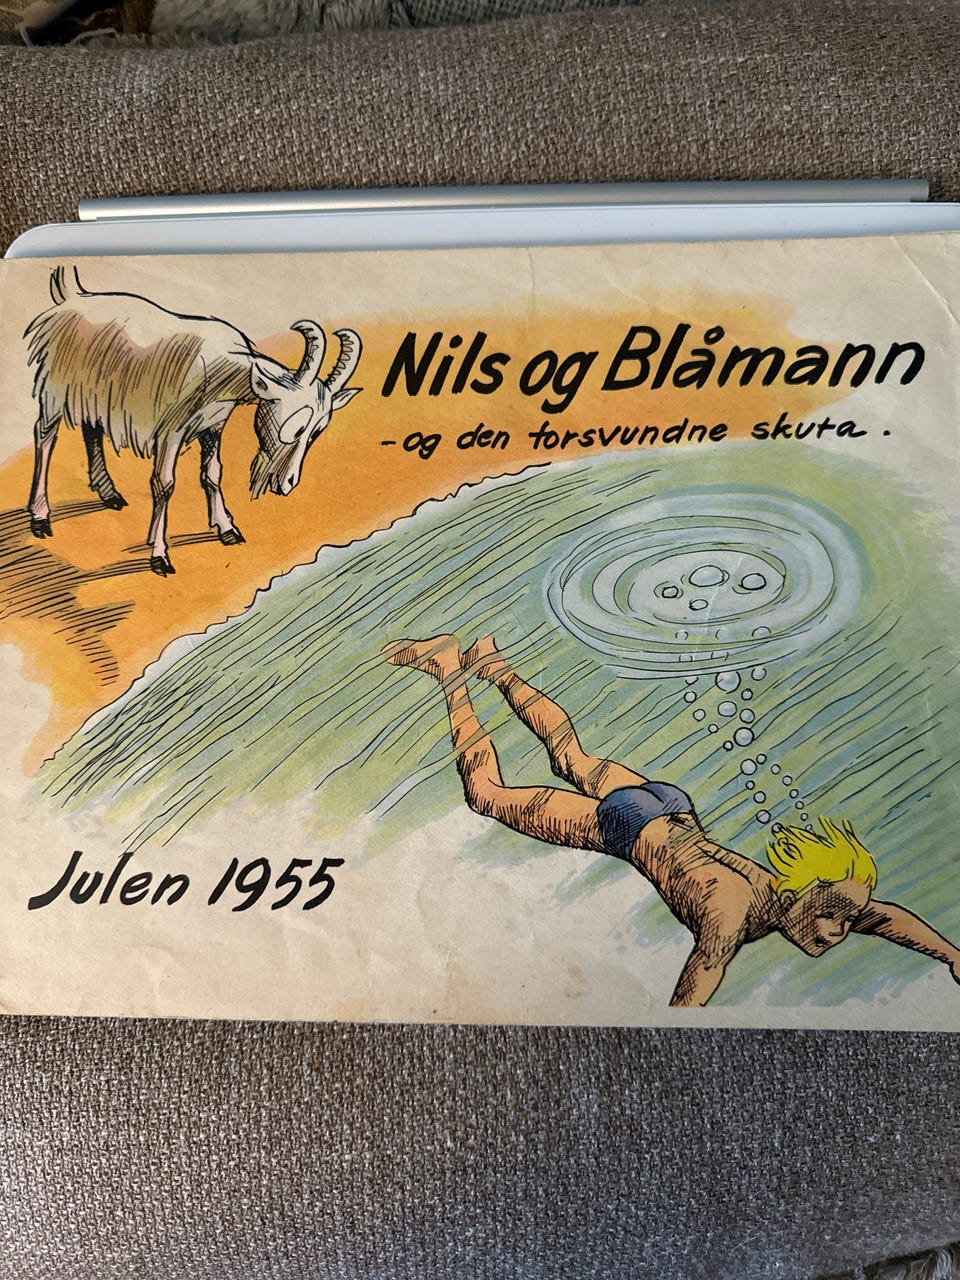 Nils og Blåmann
- og den forsvundne skuta.
Julen 1955